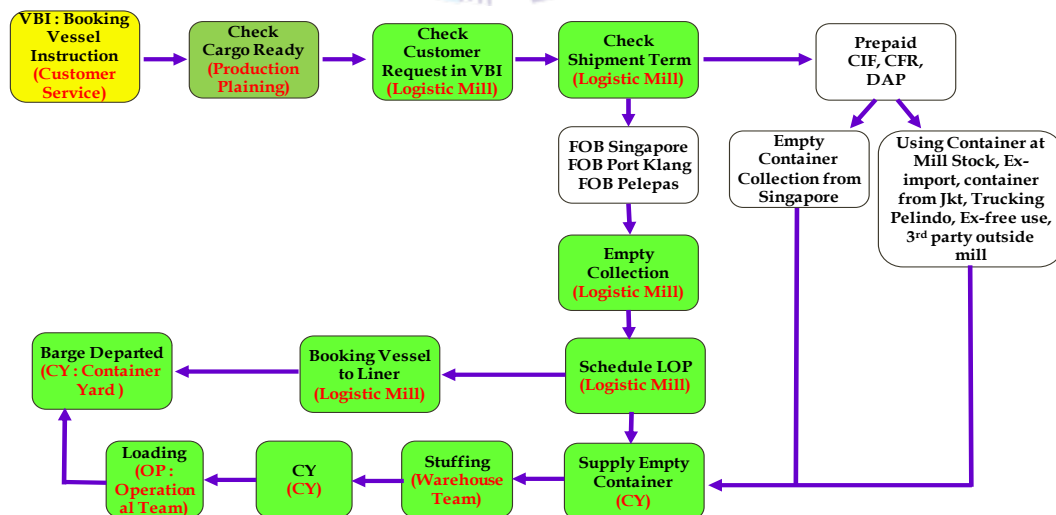 VBI : Booking
Vessel
Instruction
(Customer
Service)
Check
Cargo Ready
(Production
Plaining)
Check
Customer
Request in VBI
(Logistic Mill)
Check
Shipment Term
(Logistic Mill)
Prepaid
CIF, CFR,
DAP
FOB Singapore
FOB Port Klang
FOB Pelepas
Empty
Container
Collection from
Singapore
Using Container at
Mill Stock, Ex-
import, container
from Jkt, Trucking
Pelindo, Ex-free use,
3rd party outside
mill
Empty
Collection
(Logistic Mill)
Barge Departed
(CY : Container
Yard )
Booking Vessel
to Liner
(Logistic Mill)
Schedule LOP
(Logistic Mill)
Loading
(OP :
Operation
al Team)
CY
(CY)
Stuffing
(Warehouse
Team)
Supply Empty
Container
(CY)